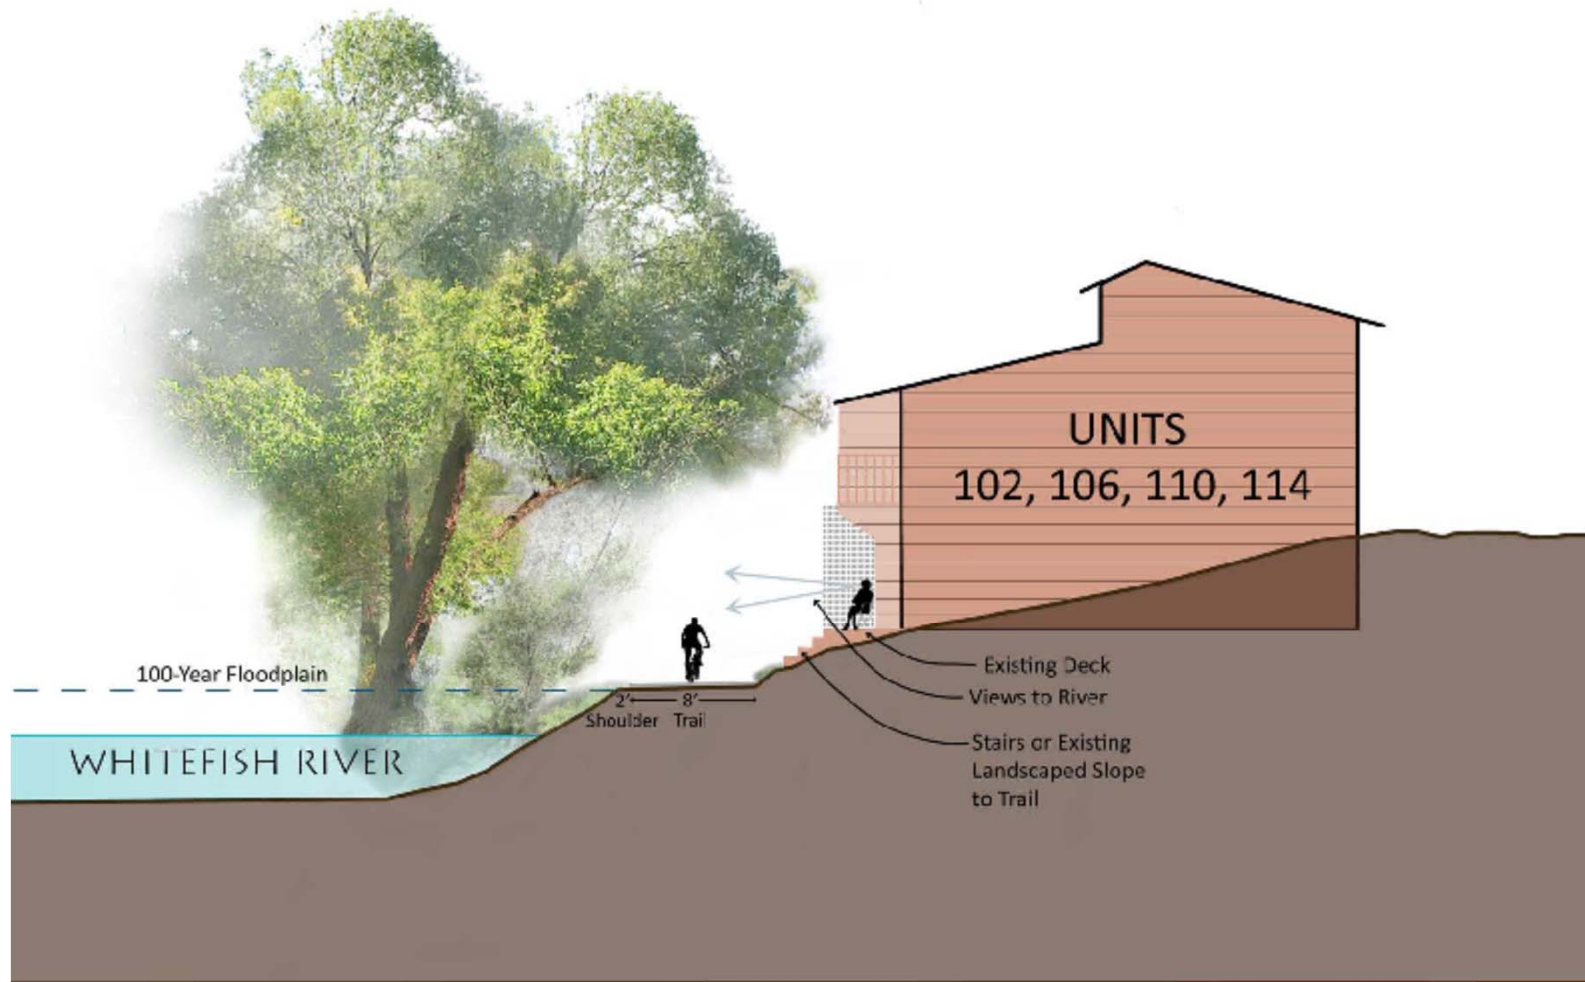 UNITS
102, 106, 110, 114
100-Year Floodplain
2' 8'
Shoulder Trail
WHITEFISH RIVER
Existing Deck
Views to River
Stairs or Existing
Landscaped Slope
to Trail